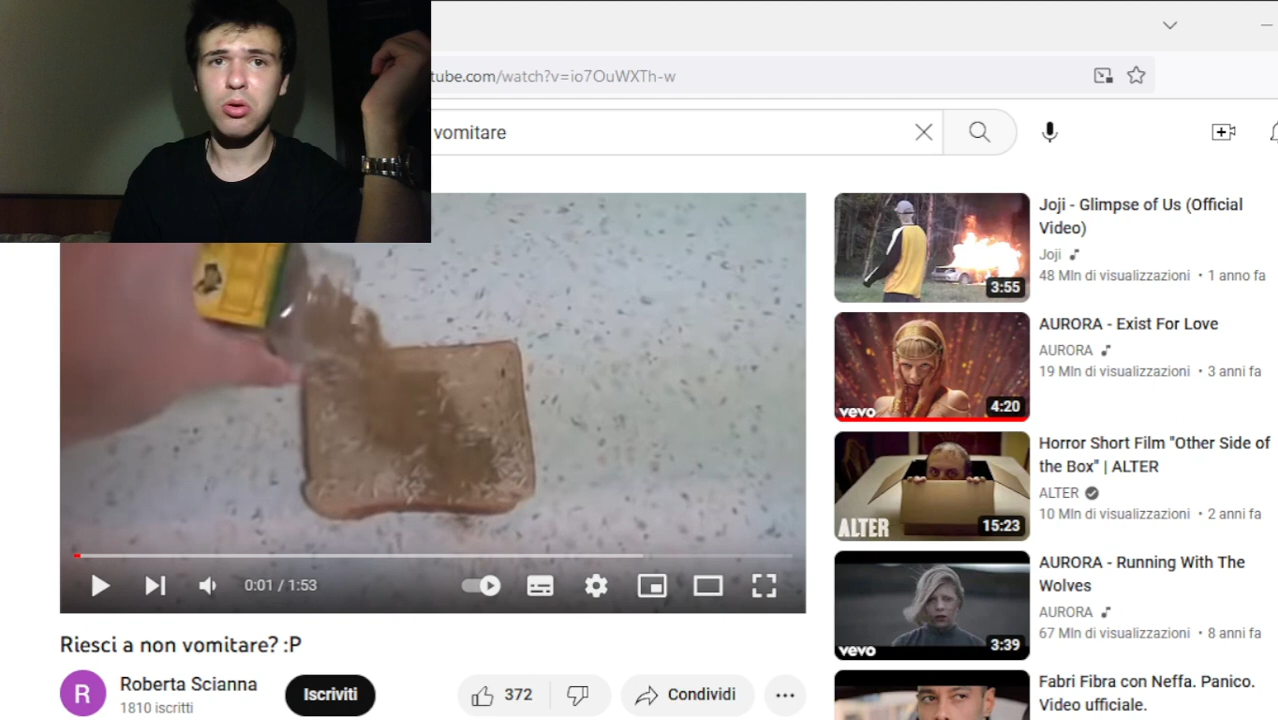 tube.com/watch?v=io7OuWXTh-w
vomitare
0:01 / 1:53
Riesci a non vomitare? :P
R
Roberta Scianna
1810 iscritti
Iscriviti
372
Condividi
3:55
Joji - Glimpse of Us (Official
Video)
Joji
48 Mln di visualizzazioni • 1 anno fa
vevo
4:20
AURORA - Exist For Love
AURORA
19 Mln di visualizzazioni • 3 anni fa
ALTER
15:23
Horror Short Film "Other Side of
the Box" | ALTER
ALTER
10 Mln di visualizzazioni • 2 anni fa
vevo
3:39
AURORA - Running With The
Wolves
AURORA
67 Mln di visualizzazioni • 8 anni fa
Fabri Fibra con Neffa. Panico.
Video ufficiale.